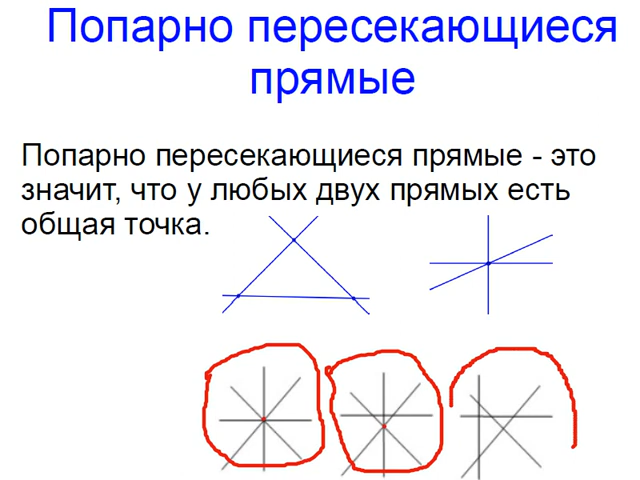 Попарно пересекающиеся
прямые
Попарно пересекающиеся прямые - это
значит, что у любых двух прямых есть
общая точка.